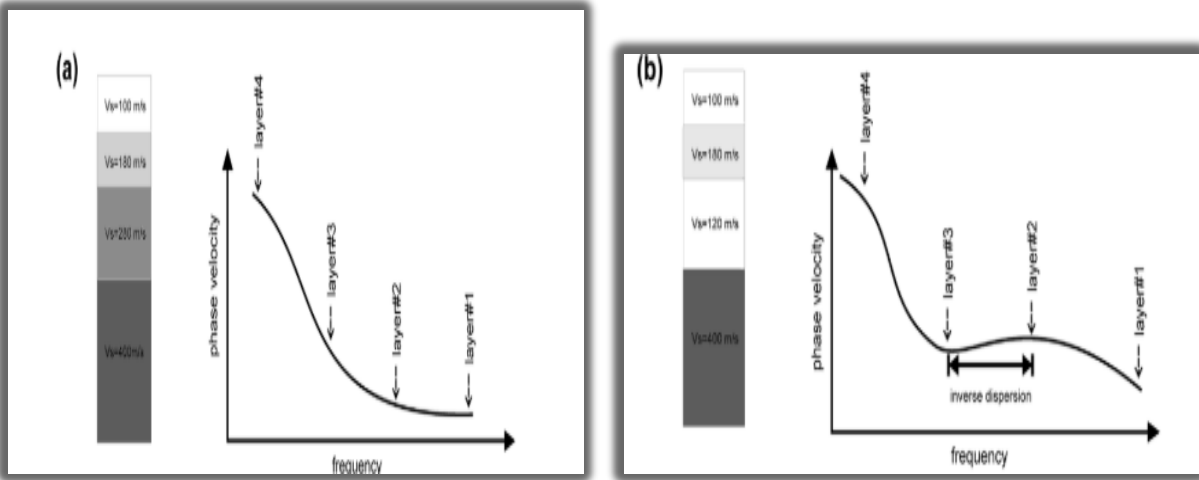 (a)
Vs=100 m/s
Vs=180 m/s
Vs=280 m/s
Vs=400m/s
phase velocity
<-- layer#4
<-- layer#3
<-- layer#2
<-- layer#1
frequency
(b)
Vs=100 m/s
Vs=180 m/s
Vs=120 m/s
Vs=400 m/s
phase velocity
<-- layer#4
<-- layer#3
<-- layer#2
<-- layer#1
inverse dispersion
frequency